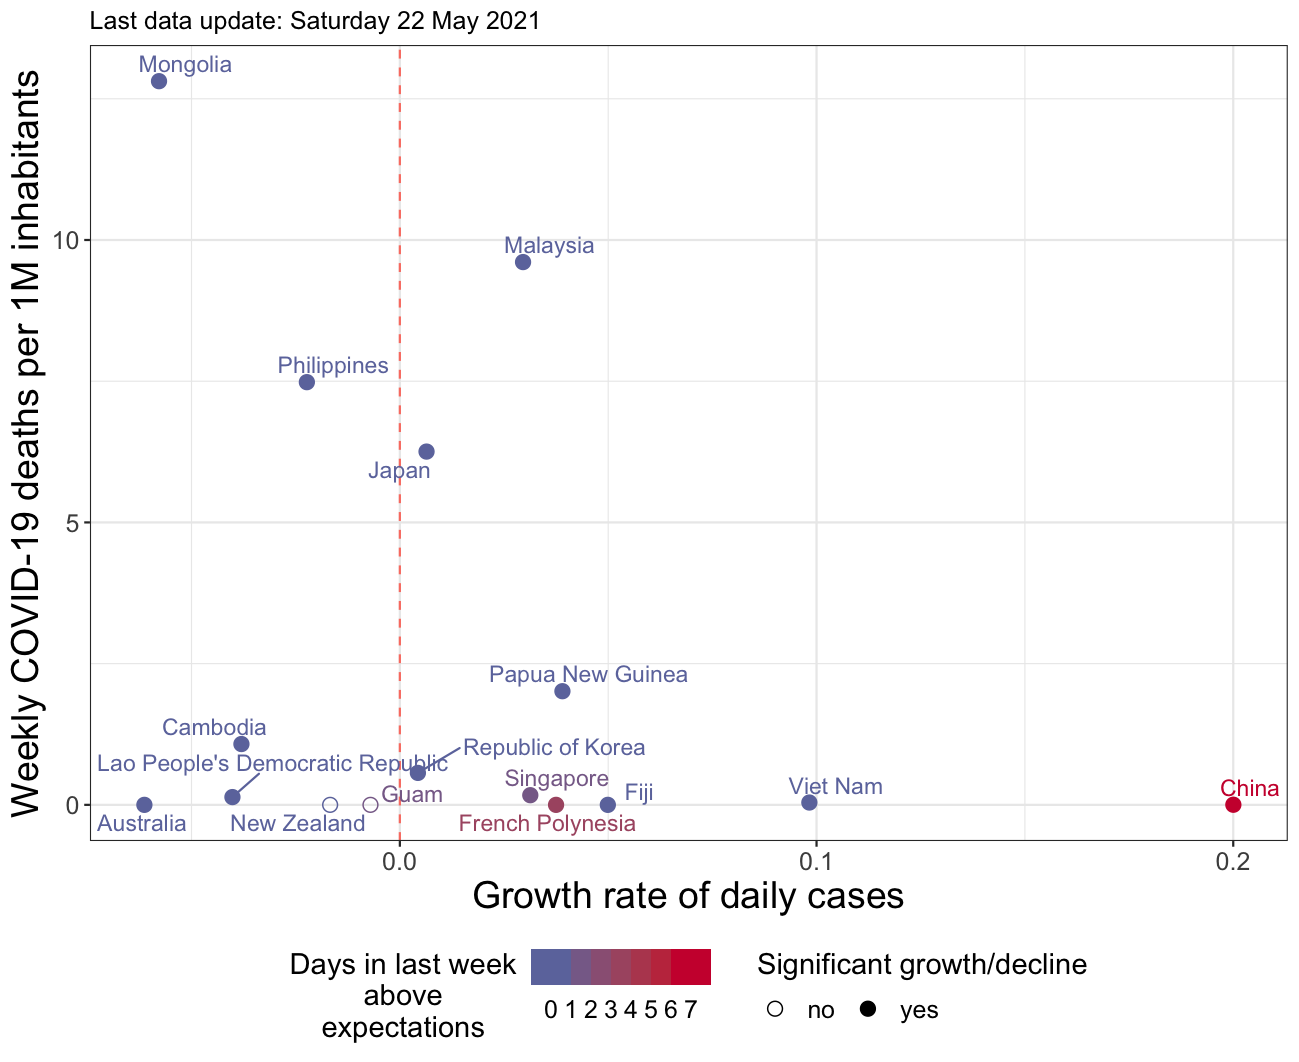 Last data update: Saturday 22 May 2021
Weekly COVID-19 deaths per 1M inhabitants
10
5
0
Mongolia
Malaysia
Philippines
Japan
Papua New Guinea
Cambodia
Republic of Korea
Lao People's Democratic Republic
Singapore
Viet Nam
China
Fiji
Guam
Australia
New Zealand
French Polynesia
0.0
0.1
0.2
Growth rate of daily cases
Days in last week
above
expectations
0 1 2 3 4 5 6 7
Significant growth/decline
no
yes